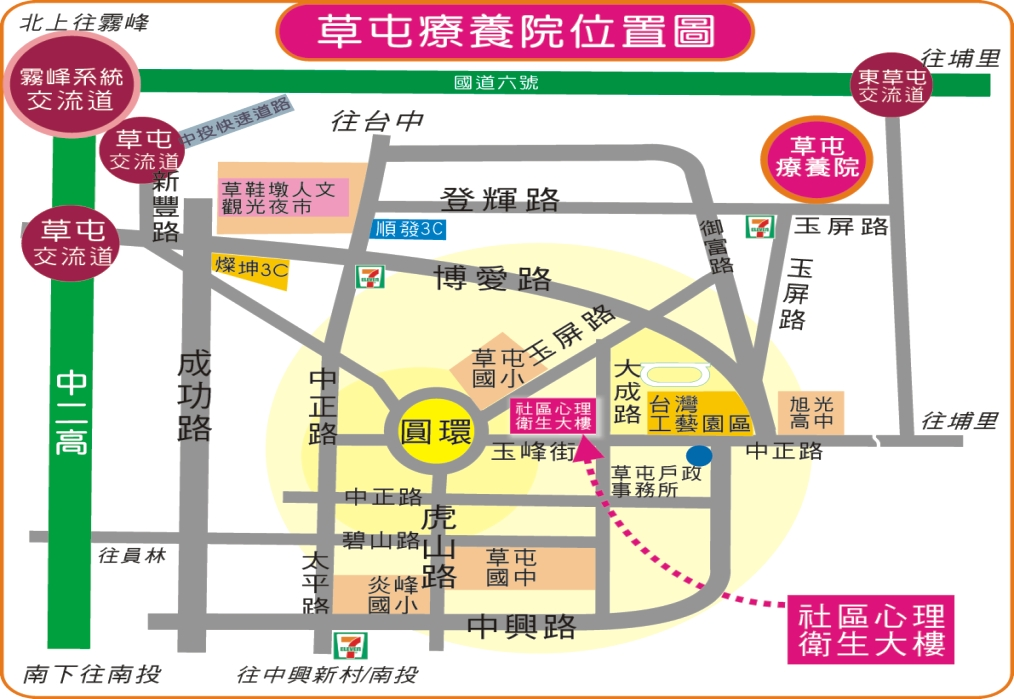 北上往霧峰
草屯療養院位置圖
往埔里
霧峰系統
交流道
國道六號
東草屯
交流道
中投快速道路
往台中
草屯
交流道
草屯
療養院
新豐路
草鞋墩人文
觀光夜市
登輝路
順發3C
御富路
7-ELEVEN
玉屏路
草屯
交流道
燦坤3C
7-ELEVEN
博愛路
玉屏路
玉屏路
成功路
中正路
草屯
國小
大成路
中二高
圓環
社區心理
衛生大樓
台灣
工藝園區
旭光
高中
往埔里
玉峰街
中正路
草屯戶政
事務所
中正路
虎山路
碧山路
往員林
太平路
草屯
國中
炎峰
國小
中興路
社區心理
衛生大樓
7-ELEVEN
南下往南投
往中興新村/南投